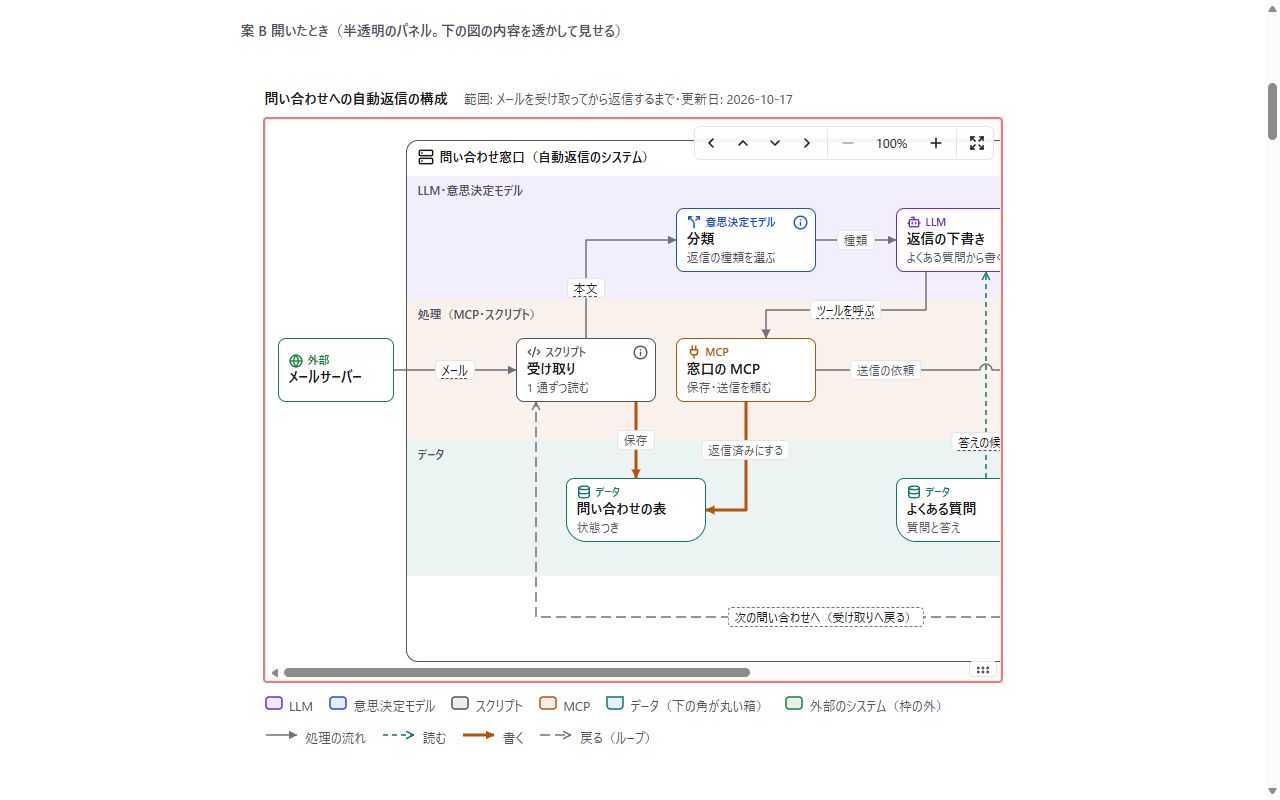 案 B 開いたとき（半透明のパネル。下の図の内容を透かして見せる）
問い合わせへの自動返信の構成 範囲: メールを受け取ってから返信するまで・更新日: 2026-10-17
問い合わせ窓口（自動返信のシステム）
100%
LLM・意思決定モデル
意思決定モデル
分類
返信の種類を選ぶ
種類
LLM
返信の下書き
よくある質問から書く
本文
処理（MCP・スクリプト）
ツールを呼ぶ
外部
メールサーバー
メール
スクリプト
受け取り
1 通ずつ読む
MCP
窓口の MCP
保存・送信を頼む
送信の依頼
データ
保存
返信済みにする
答えの候
データ
問い合わせの表
状態つき
データ
よくある質問
質問と答え
次の問い合わせへ（受け取りへ戻る）
LLM 意思決定モデル スクリプト MCP データ（下の角が丸い箱） 外部のシステム（枠の外）
処理の流れ 読む 書く 戻る（ループ）